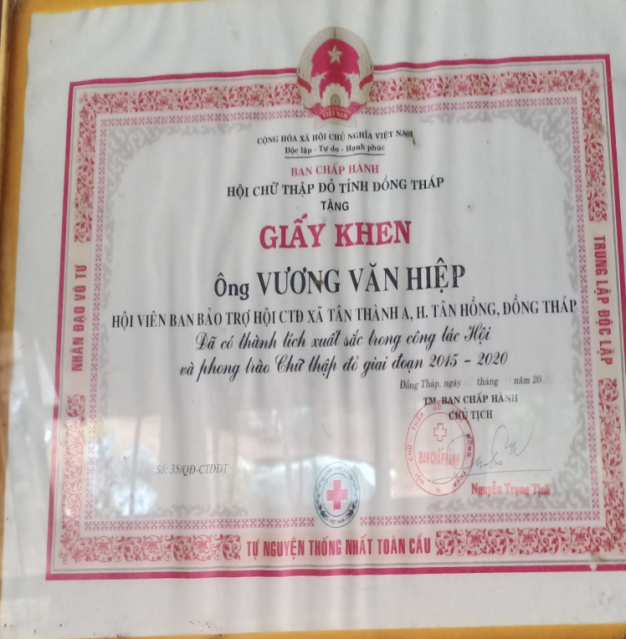 VIỆT NAM
CỘNG HÒA XÃ HỘI CHỦ NGHĨA VIỆT NAM
Độc lập - Tự do - Hạnh phúc
BAN CHẤP HÀNH
HỘI CHỮ THẬP ĐỎ TỈNH ĐỒNG THÁP
TẶNG
GIẤY KHEN
Ông VƯƠNG VĂN HIỆP
HỘI VIÊN BAN BẢO TRỢ HỘI CTĐ XÃ TÂN THÀNH A, H. TÂN HỒNG, ĐỒNG THÁP
Đã có thành tích xuất sắc trong công tác Hội
và phong trào Chữ thập đỏ giai đoạn 2015 - 2020
Đồng Tháp, ngày tháng năm 20
TM. BAN CHẤP HÀNH
CHỦ TỊCH
BAN CHẤP HÀNH
Số: 35/QĐ-CTĐĐT
Nguyễn Trọng
NHÂN ĐẠO VÔ TƯ
TRUNG LẬP ĐỘC LẬP
TỰ NGUYỆN THỐNG NHẤT TOÀN CẦU